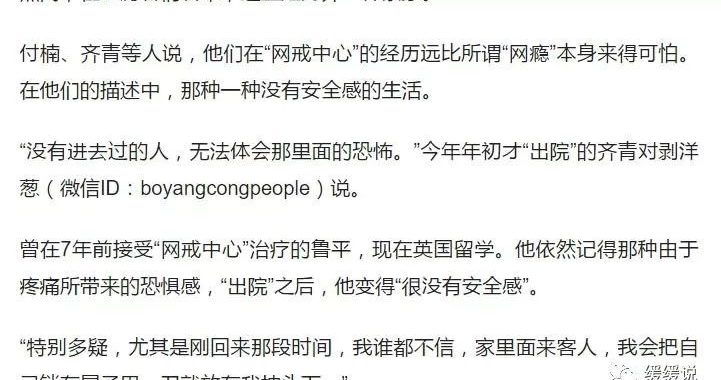 付楠、齐青等人说，他们在“网戒中心”的经历远比所谓“网瘾”本身来得可怕。
在他们的描述中，那种一种没有安全感的生活。
“没有进去过的人，无法体会那里面的恐怖。”今年年初才“出院”的齐青对剥洋
葱（微信ID：boyangcongpeople）说。
曾在7年前接受“网戒中心”治疗的鲁平，现在英国留学。他依然记得那种由于
疼痛所带来的恐惧感，“出院”之后，他变得“很没有安全感”。
“特别多疑，尤其是刚回来那段时间，我谁都不信，家里面来客人，我会把自
缓缓说